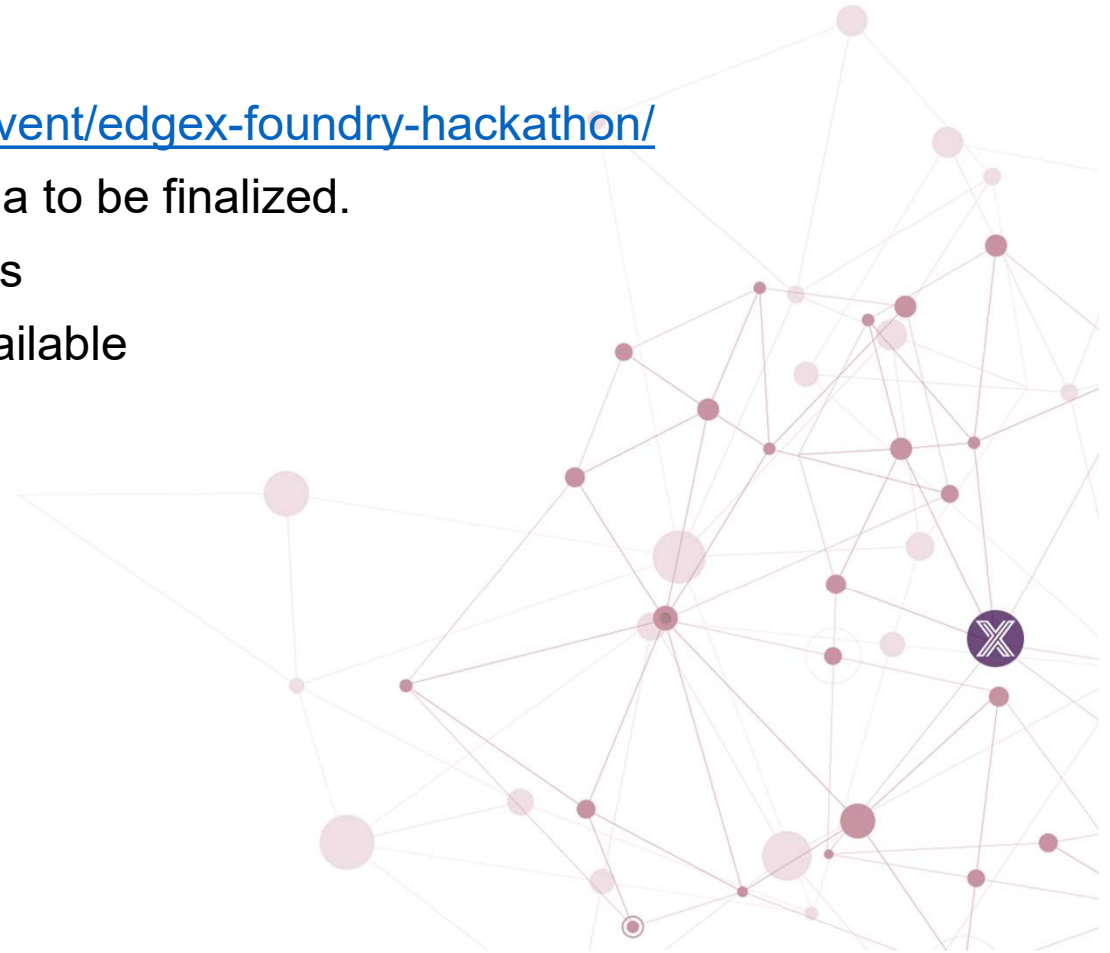 vent/edgex-foundry-hackathon/
a to be finalized.
s
ailable